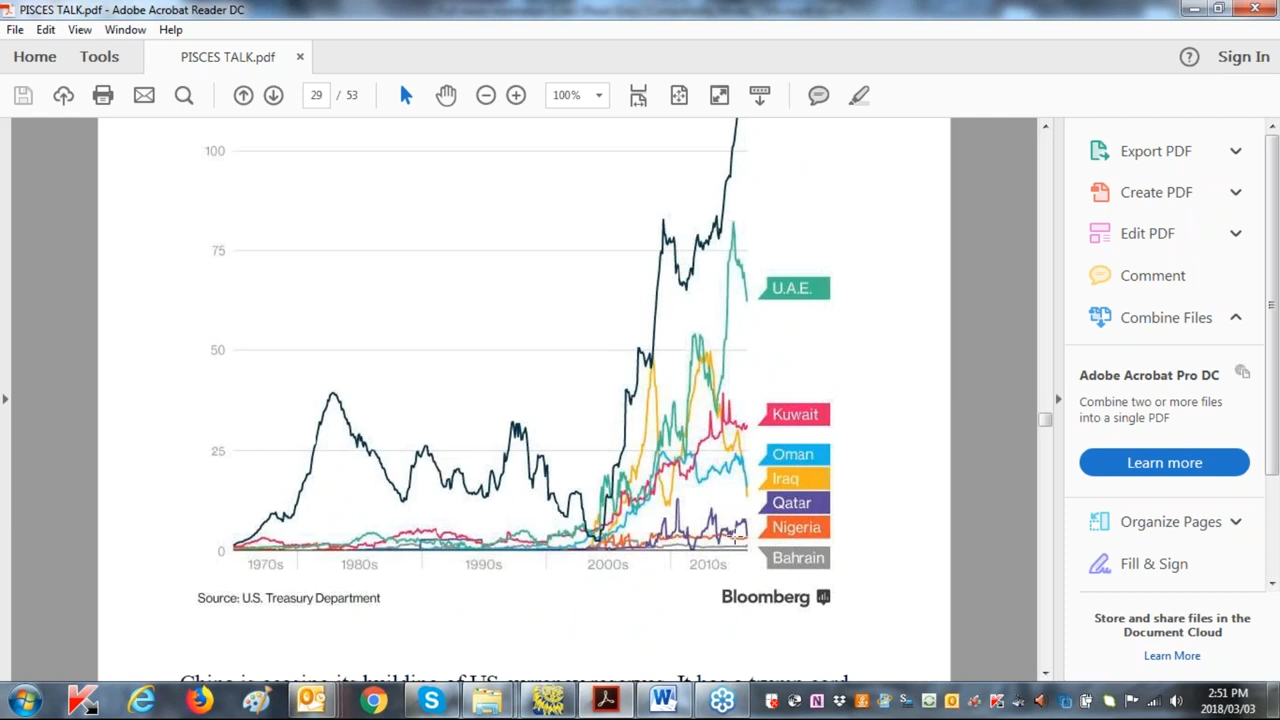 PISCES TALK.pdf - Adobe Acrobat Reader DC
File Edit View Window Help
Home Tools PISCES TALK.pdf × Sign In
29 / 53 100%
100
75
50
25
0
U.A.E.
Kuwait
Oman
Iraq
Qatar
Nigeria
Bahrain
1970s 1980s 1990s 2000s 2010s
Source: U.S. Treasury Department Bloomberg
Export PDF
Create PDF
Edit PDF
Comment
Combine Files
Adobe Acrobat Pro DC
Combine two or more files
into a single PDF
Learn more
Organize Pages
Fill & Sign
Store and share files in the
Document Cloud
Learn More
2:51 PM
2018/03/03